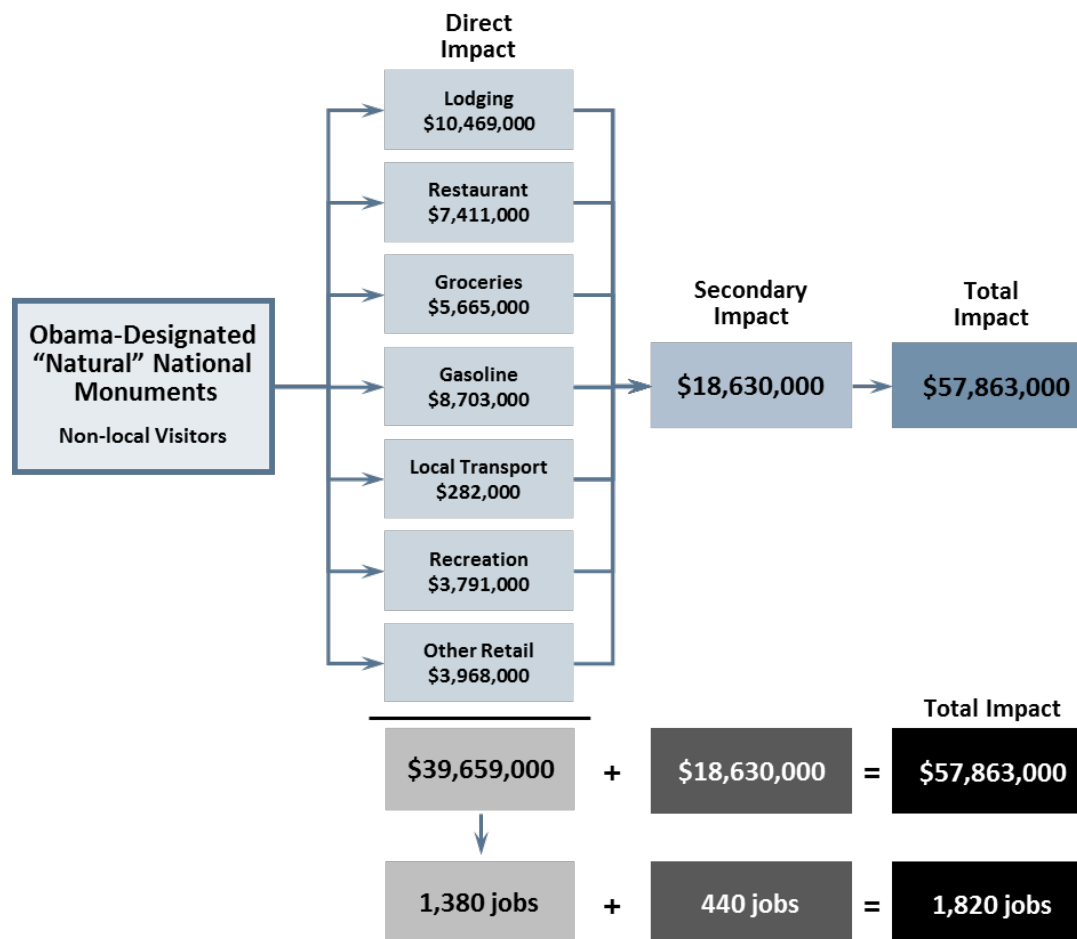 Direct
Impact
Lodging
$10,469,000
Restaurant
$7,411,000
Groceries
$5,665,000
Obama-Designated
“Natural” National
Monuments
Non-local Visitors
Gasoline
$8,703,000
Secondary
Impact
$18,630,000
Total
Impact
$57,863,000
Local Transport
$282,000
Recreation
$3,791,000
Other Retail
$3,968,000
Total Impact
$39,659,000 + $18,630,000 = $57,863,000
1,380 jobs + 440 jobs = 1,820 jobs